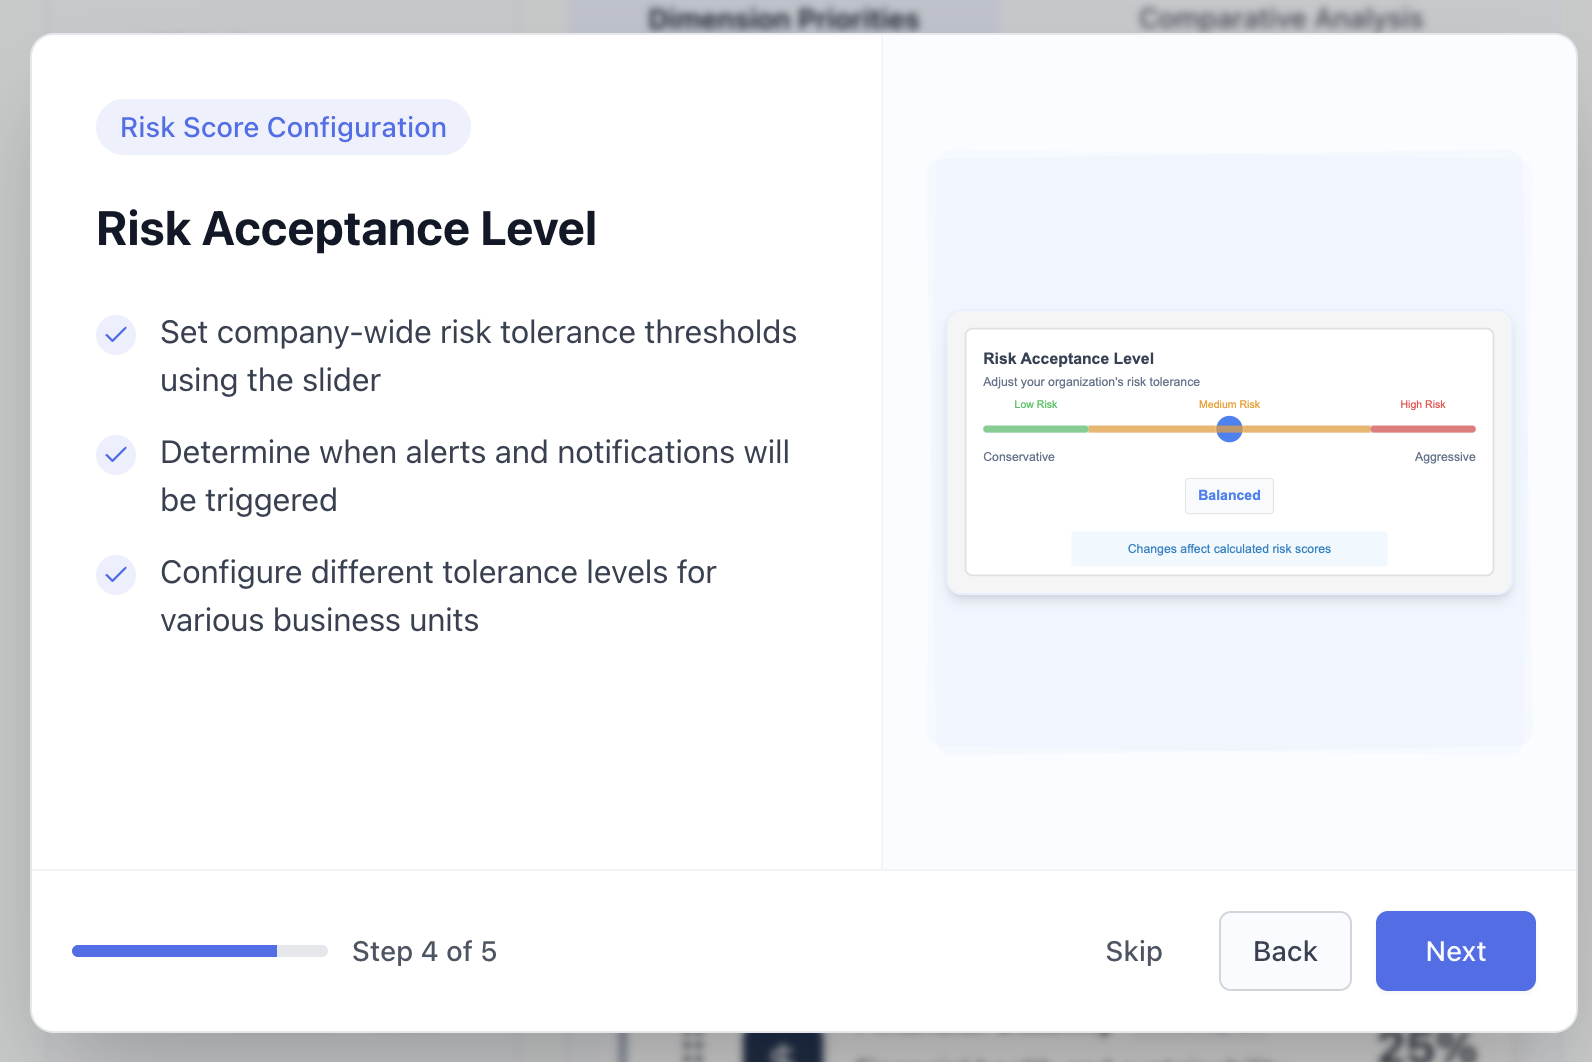 Dimension Priorities
Comparative Analysis
Risk Score Configuration
Risk Acceptance Level
Set company-wide risk tolerance thresholds
using the slider
Determine when alerts and notifications will
be triggered
Configure different tolerance levels for
various business units
Risk Acceptance Level
Adjust your organization's risk tolerance
Low Risk
Medium Risk
High Risk
Conservative
Aggressive
Balanced
Changes affect calculated risk scores
Step 4 of 5
Skip
Back
Next
25%